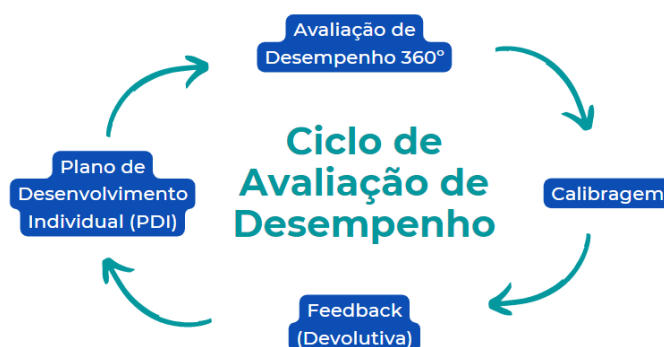 Avaliação de
Desempenho 360º
Ciclo de
Avaliação de
Desempenho
Plano de
Desenvolvimento
Individual (PDI)
Calibragem
Feedback
(Devolutiva)